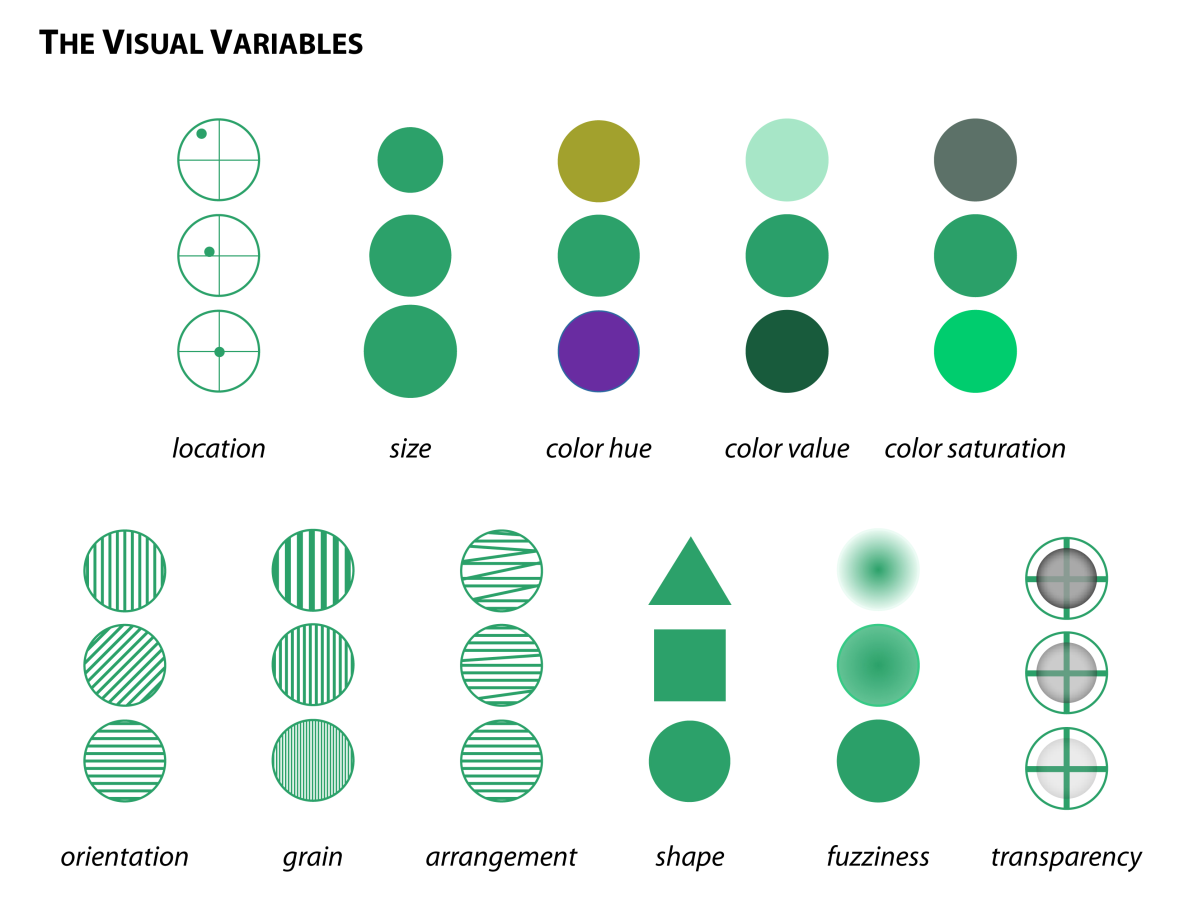 THE VISUAL VARIABLES
location size color hue color value color saturation
orientation grain arrangement shape fuzziness transparency